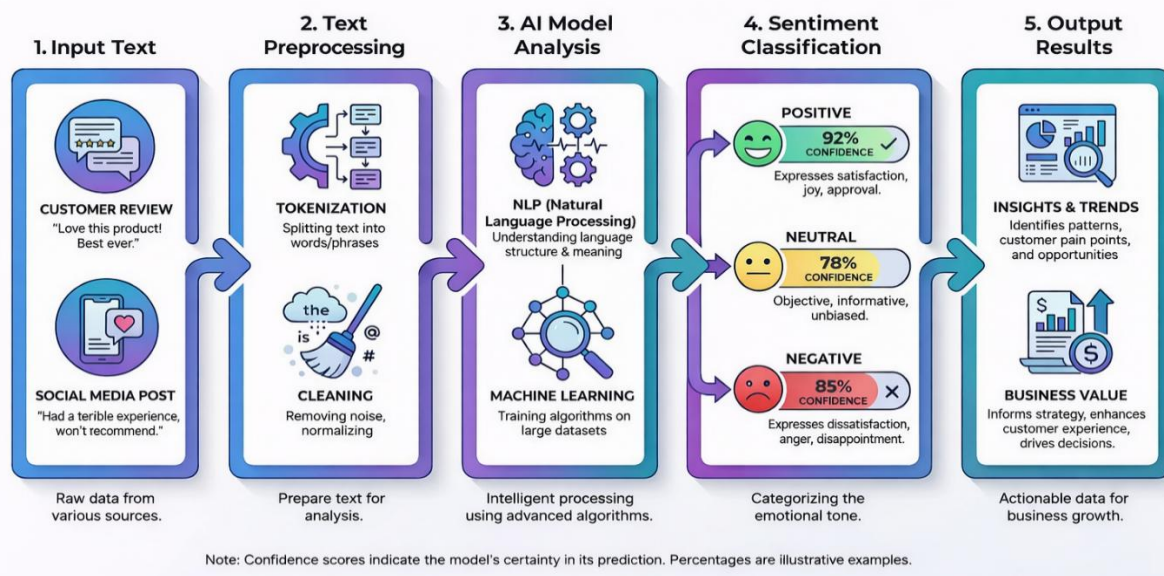 1. Input Text
CUSTOMER REVIEW
"Love this product!
Best ever."
SOCIAL MEDIA POST
"Had a terible experience,
won't recommend."
Raw data from
various sources.
2. Text
Preprocessing
TOKENIZATION
Splitting text into
words/phrases
the
is
@
#
CLEANING
Removing noise,
normalizing
Prepare text for
analysis.
3. AI Model
Analysis
NLP (Natural
Language Processing)
Understanding language
structure & meaning
MACHINE LEARNING
Training algorithms on
large datasets
Intelligent processing
using advanced algorithms.
4. Sentiment
Classification
POSITIVE
92%
CONFIDENCE
Expresses satisfaction,
joy, approval.
NEUTRAL
78%
CONFIDENCE
Objective, informative,
unbiased.
NEGATIVE
85%
CONFIDENCE
Expresses dissatisfaction,
anger, disappointment.
Categorizing the
emotional tone.
5. Output
Results
INSIGHTS & TRENDS
Identifies patterns,
customer pain points,
and opportunities
$
$
BUSINESS VALUE
Informs strategy, enhances
customer experience,
drives decisions.
Actionable data for
business growth.
Note: Confidence scores indicate the model's certainty in its prediction. Percentages are illustrative examples.